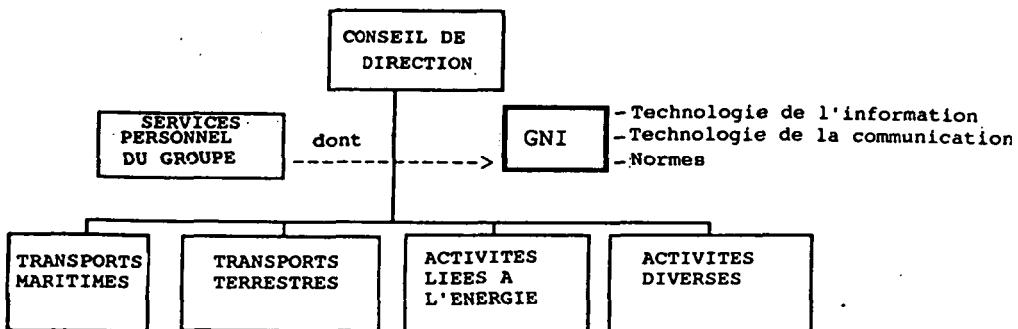 CONSEIL DE
DIRECTION
SERVICES
PERSONNEL
DU GROUPE
dont
----------->
GNI
-Technologie de l'information
-Technologie de la communication
-Normes
TRANSPORTS
MARITIMES
TRANSPORTS
TERRESTRES
ACTIVITES
LIEES A
L'ENERGIE
ACTIVITES
DIVERSES